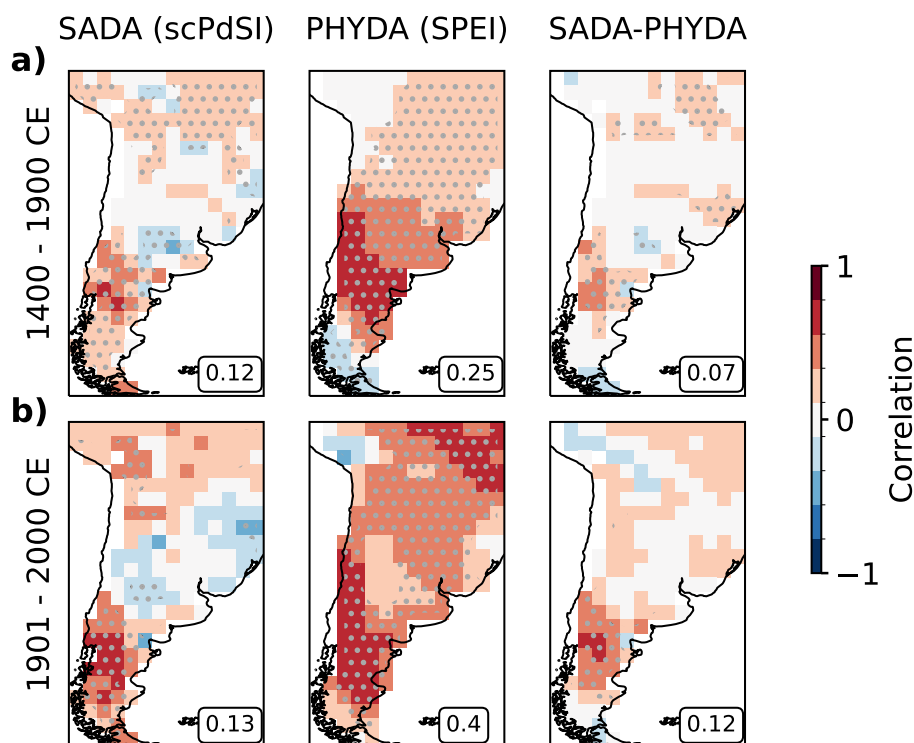 SADA (scPdSI) PHYDA (SPEI) SADA-PHYDA
a)
1400 - 1900 CE
0.12 0.25 0.07
b)
1901 - 2000 CE
0.13 0.4 0.12
1
0
−1
Correlation